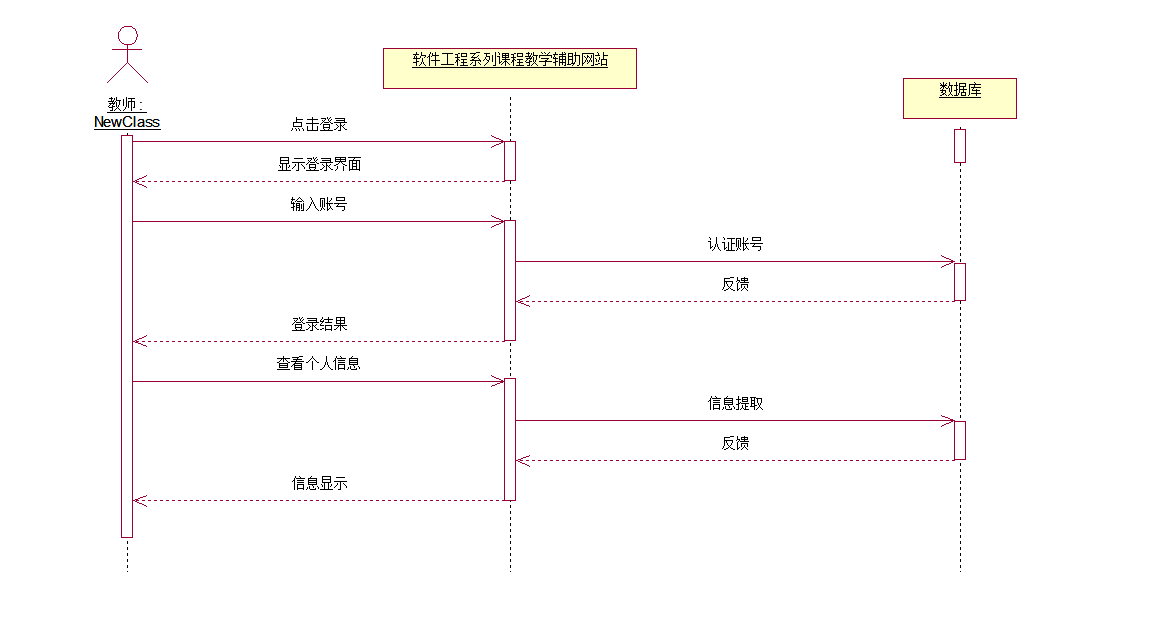 软件工程系列课程教学辅助网站
数据库
教师：
NewClass
点击登录
显示登录界面
输入账号
认证账号
反馈
登录结果
查看个人信息
信息提取
反馈
信息显示